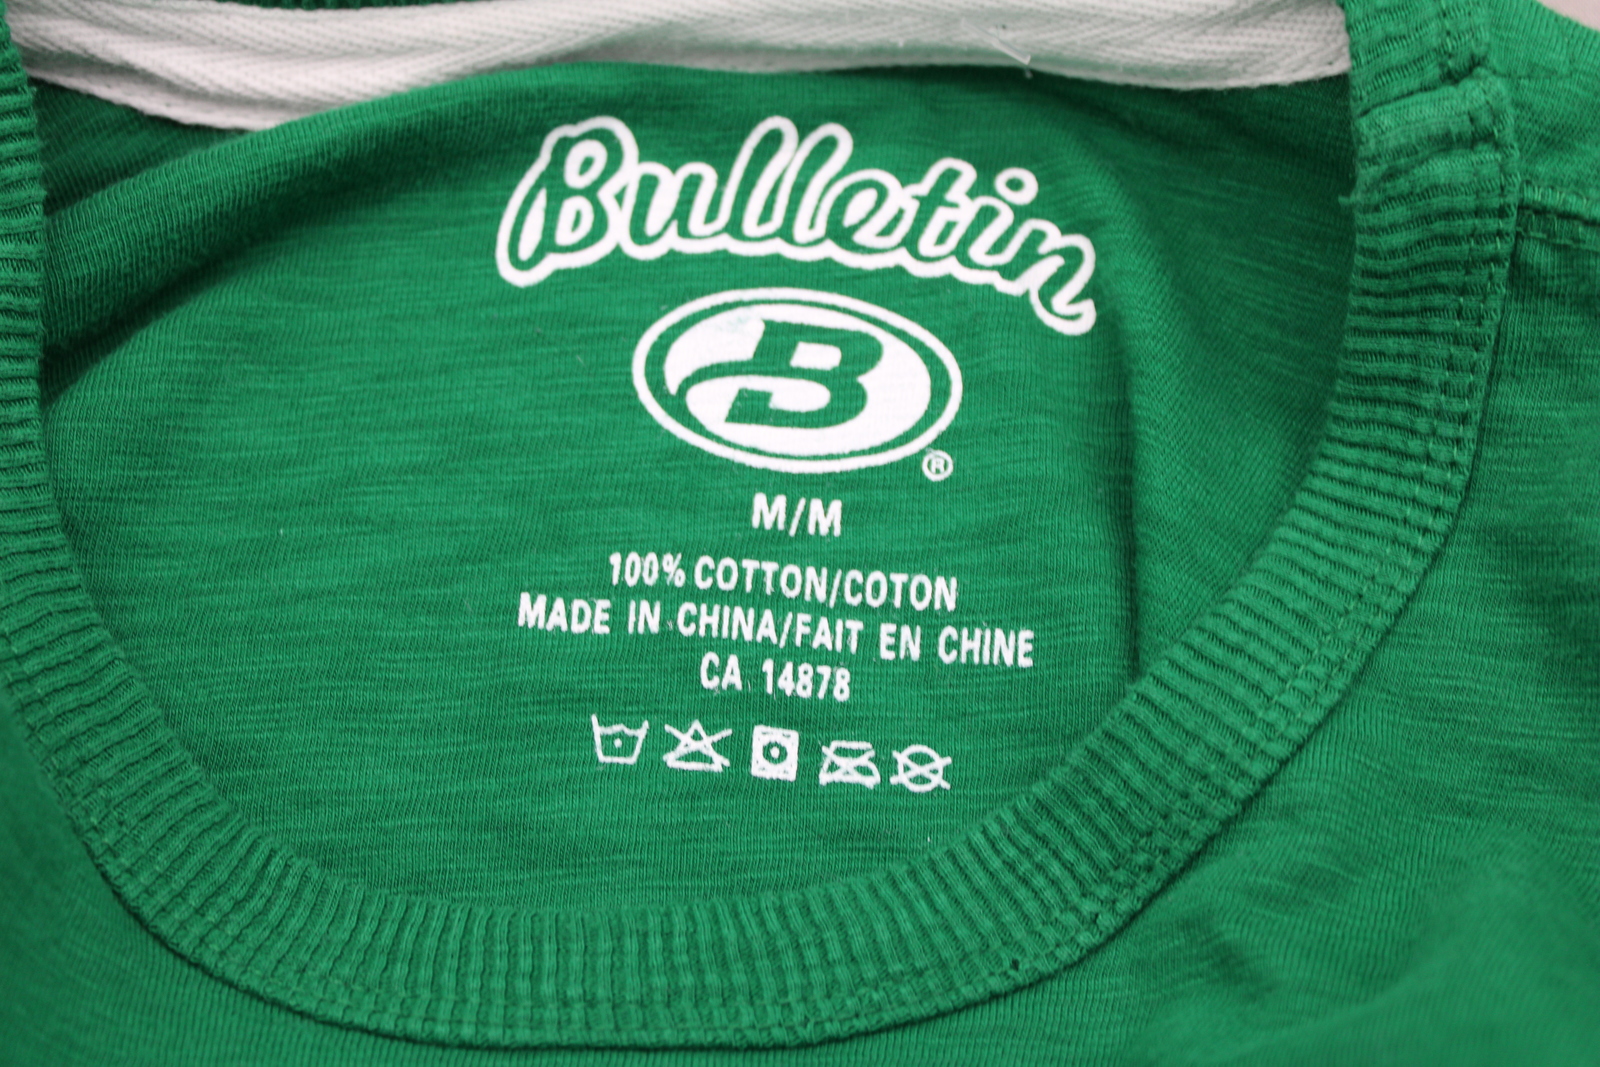 Bulletin
B
®
M/M
100% COTTON/COTON
MADE IN CHINA/FAIT EN CHINE
CA 14878